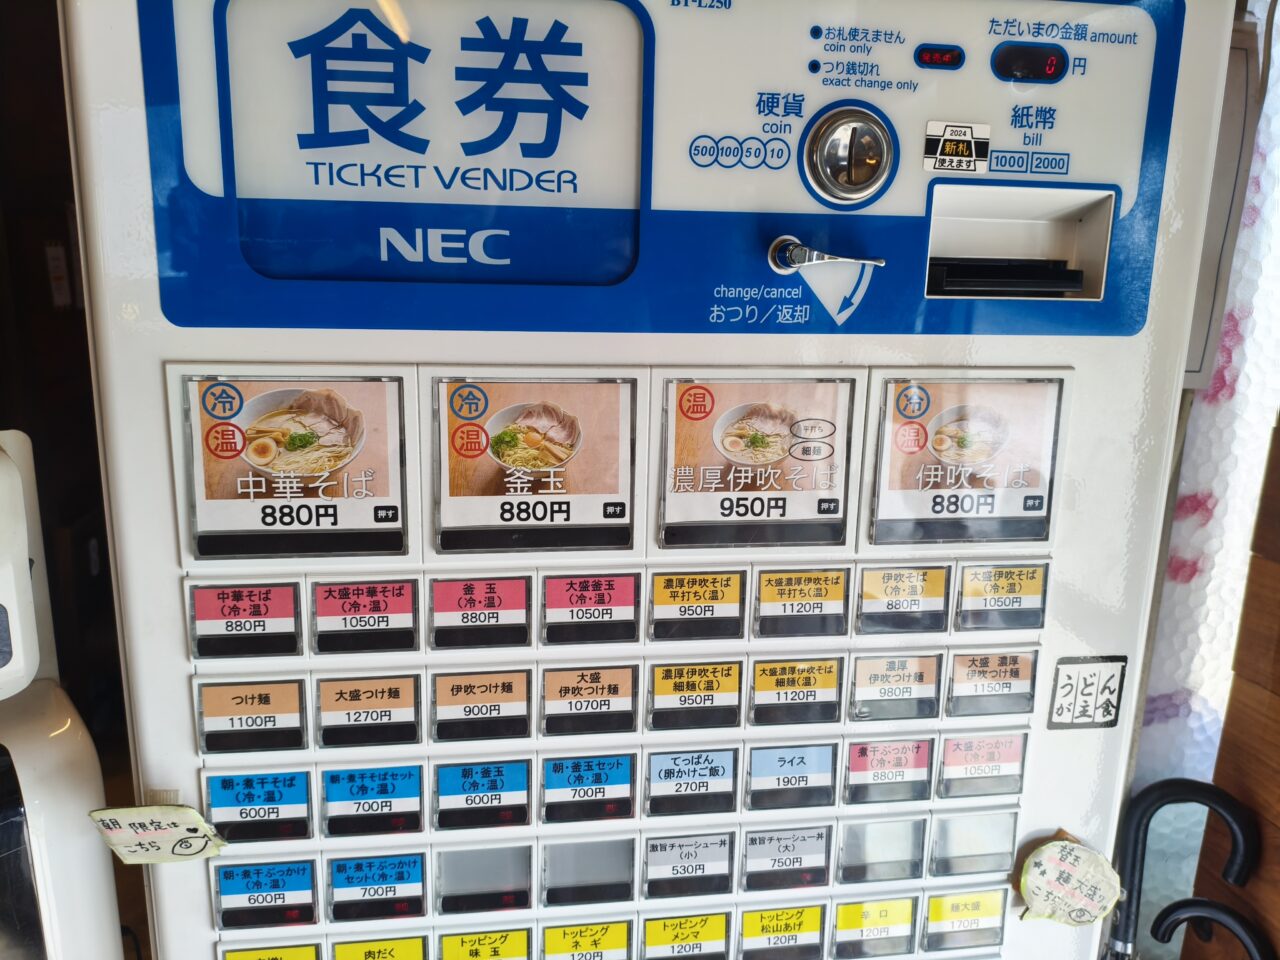 BT-L250
食券
TICKET VENDER
NEC
お札使えません
coin only
つり銭切れ
exact change only
発売中
ただいまの金額 amount
0 円
硬貨
coin
500 100 50 10
2024
新札
使えます
紙幣
bill
1000 2000
change/cancel
おつり／返却
冷
温
中華そば
880円
押す
冷
温
釜玉
880円
押す
温
平打ち
細麺
濃厚伊吹そば
950円
押す
冷
温
伊吹そば
880円
押す
中華そば
(冷・温)
880円
大盛中華そば
(冷・温)
1050円
釜玉
(冷・温)
880円
大盛釜玉
(冷・温)
1050円
濃厚伊吹そば
平打ち(温)
950円
大盛濃厚伊吹そば
平打ち(温)
1120円
伊吹そば
(冷・温)
880円
大盛伊吹そば
(冷・温)
1050円
つけ麺
1100円
大盛つけ麺
1270円
伊吹つけ麺
900円
大盛
伊吹つけ麺
1070円
濃厚伊吹そば
細麺(温)
950円
大盛濃厚伊吹そば
細麺(温)
1120円
濃厚
伊吹つけ麺
980円
大盛 濃厚
伊吹つけ麺
1150円
うどんが主食
朝・煮干そば
(冷・温)
600円
朝・煮干そばセット
(冷・温)
700円
朝・釜玉
(冷・温)
600円
朝・釜玉セット
(冷・温)
700円
てっぱん
(卵かけご飯)
270円
ライス
190円
煮干ぶっかけ
(冷・温)
880円
大盛ぶっかけ
(冷・温)
1050円
朝 限定は
こちら
朝・煮干ぶっかけ
(冷・温)
600円
朝・煮干ぶっかけ
セット(冷・温)
700円
激旨チャーシュー丼
(小)
530円
激旨チャーシュー丼
(大)
750円
替玉
麺大盛り
こちら!!
肉だく
トッピング
味玉
トッピング
ネギ
120円
トッピング
メンマ
120円
トッピング
松山あげ
120円
辛口
120円
麺大盛
170円